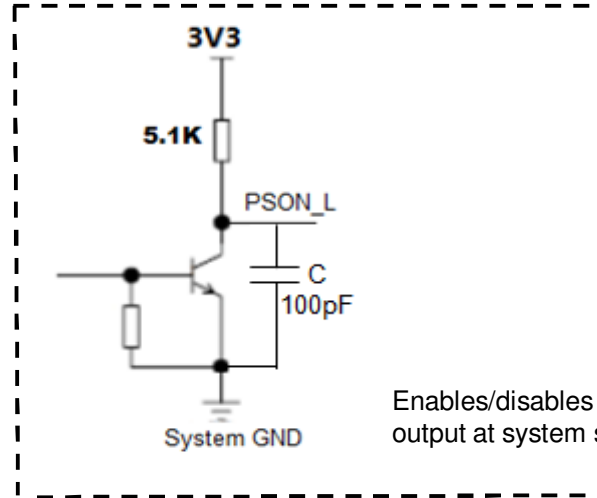 3V3
5.1K
PSON_L
C
100pF
System GND
Enables/disables
output at system